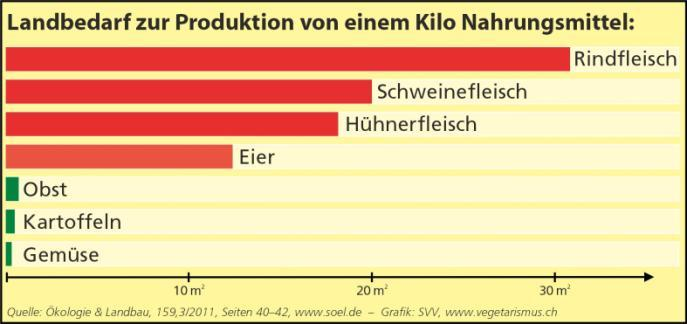 Landbedarf zur Produktion von einem Kilo Nahrungsmittel:
Rindfleisch
Schweinefleisch
Hühnerfleisch
Eier
Obst
Kartoffeln
Gemüse
10 m² 20 m² 30 m²
Quelle: Ökologie & Landbau, 159,3/2011, Seiten 40–42, www.soel.de – Grafik: SVV, www.vegetarismus.ch